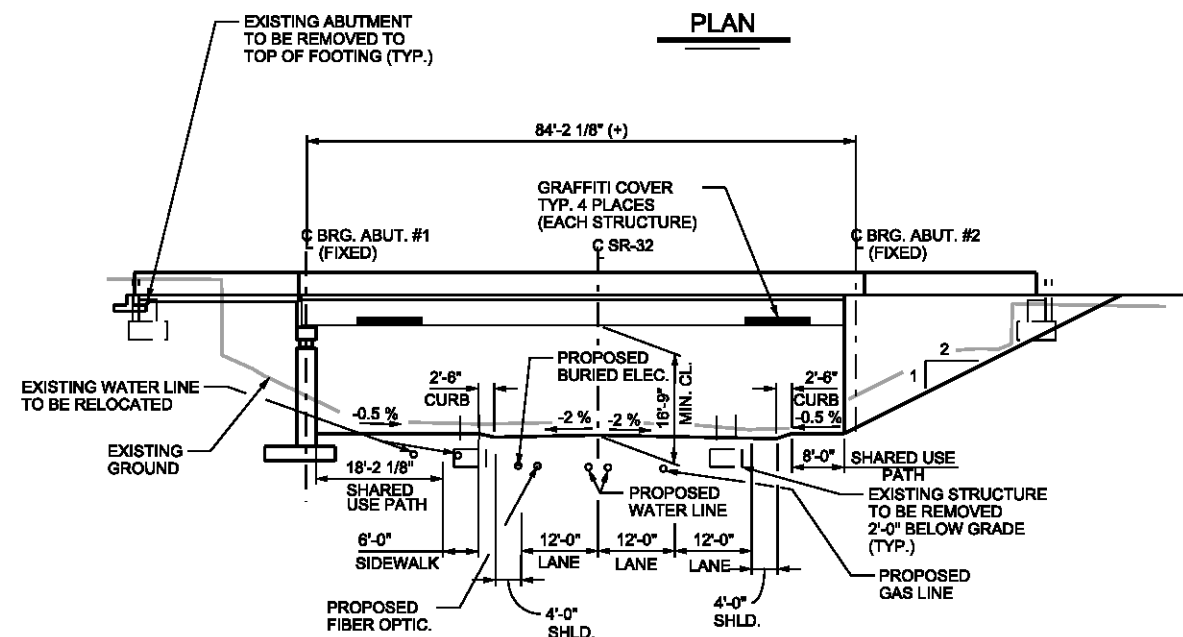 PLAN
EXISTING ABUTMENT
TO BE REMOVED TO
TOP OF FOOTING (TYP.)
84'-2 1/8" (+)
GRAFFITI COVER
TYP. 4 PLACES
(EACH STRUCTURE)
℄ BRG. ABUT. #1
(FIXED)
℄ SR-32
℄ BRG. ABUT. #2
(FIXED)
2
1
PROPOSED
BURIED ELEC.
16'-9"
MIN. CL.
2'-6"
CURB
2'-6"
CURB
EXISTING WATER LINE
TO BE RELOCATED
-0.5 %
-2 %
-2 %
-0.5 %
EXISTING
GROUND
18'-2 1/8"
SHARED
USE PATH
8'-0"
SHARED USE
PATH
PROPOSED
WATER LINE
EXISTING STRUCTURE
TO BE REMOVED
2'-0" BELOW GRADE
(TYP.)
6'-0"
SIDEWALK
12'-0"
LANE
12'-0"
LANE
12'-0"
LANE
PROPOSED
GAS LINE
PROPOSED
FIBER OPTIC.
4'-0"
SHLD.
4'-0"
SHLD.